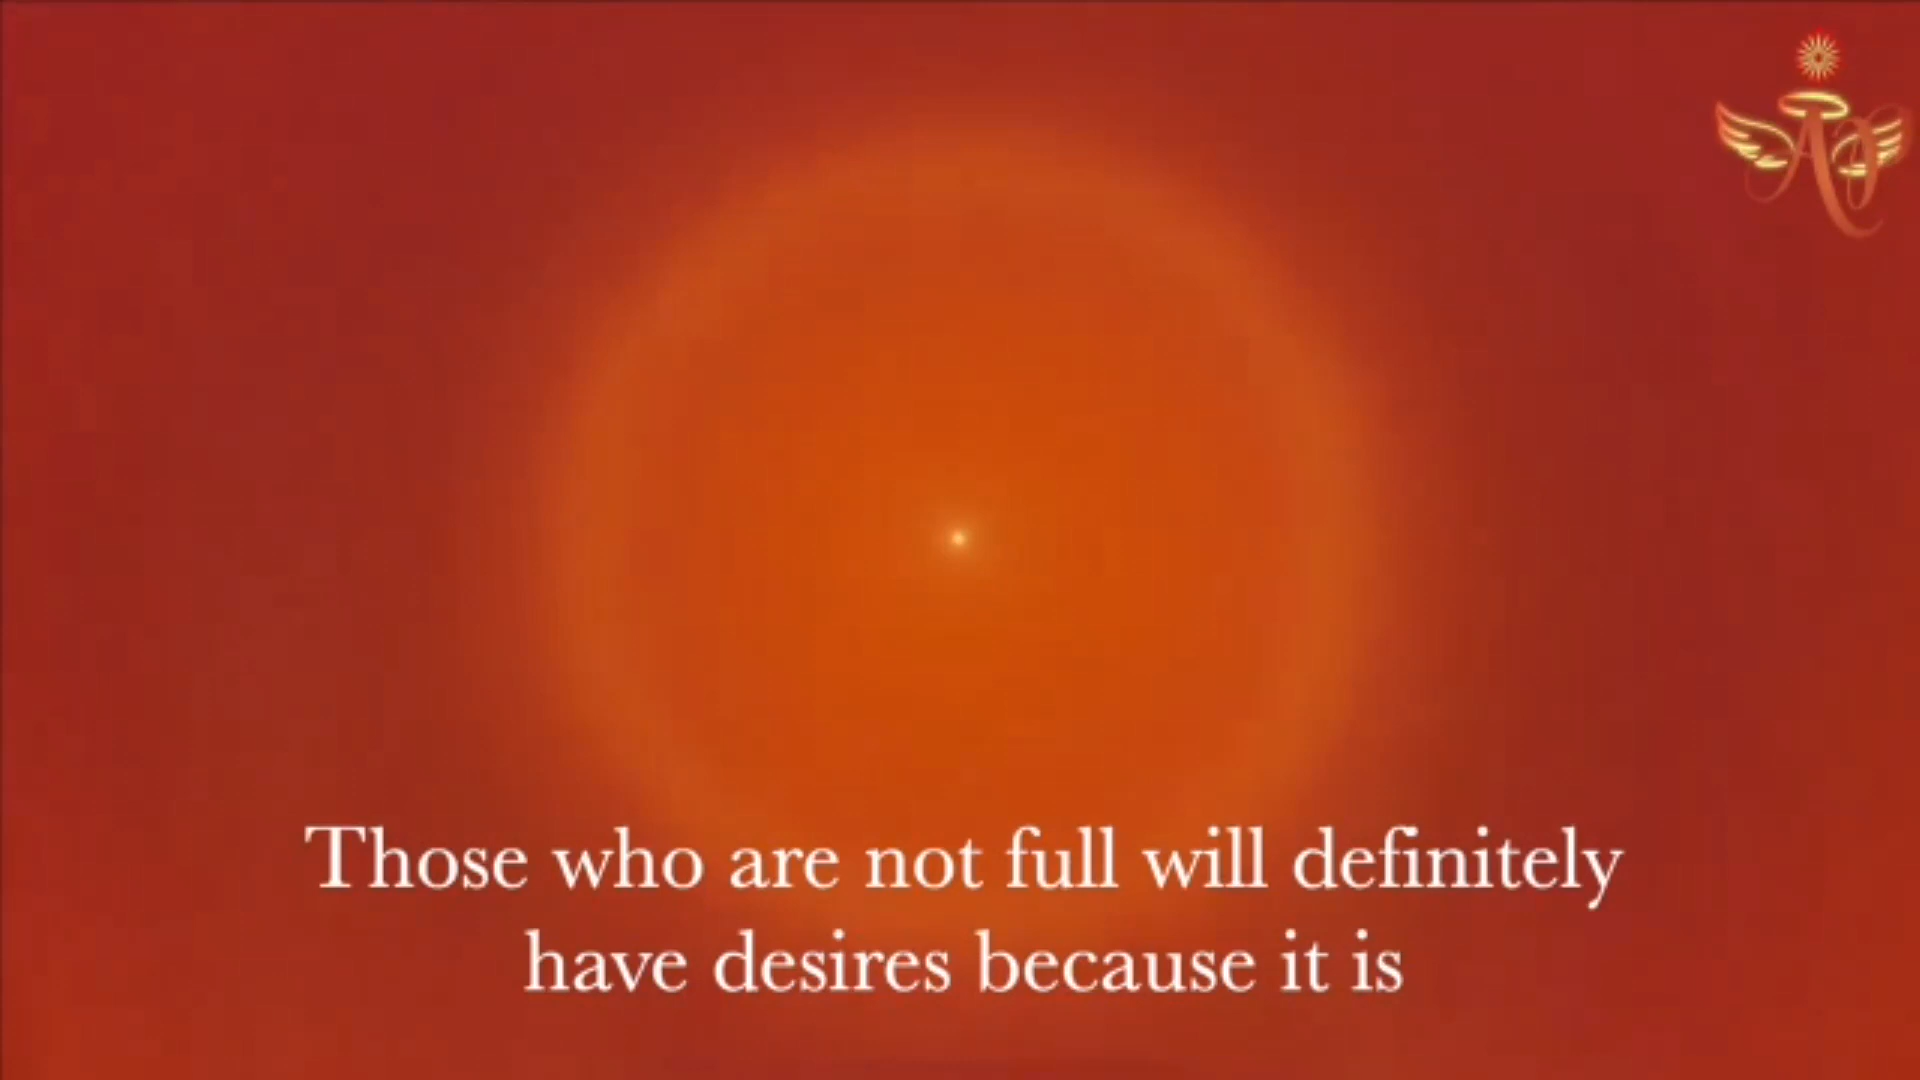 Those who are not full will definitely
have desires because it is